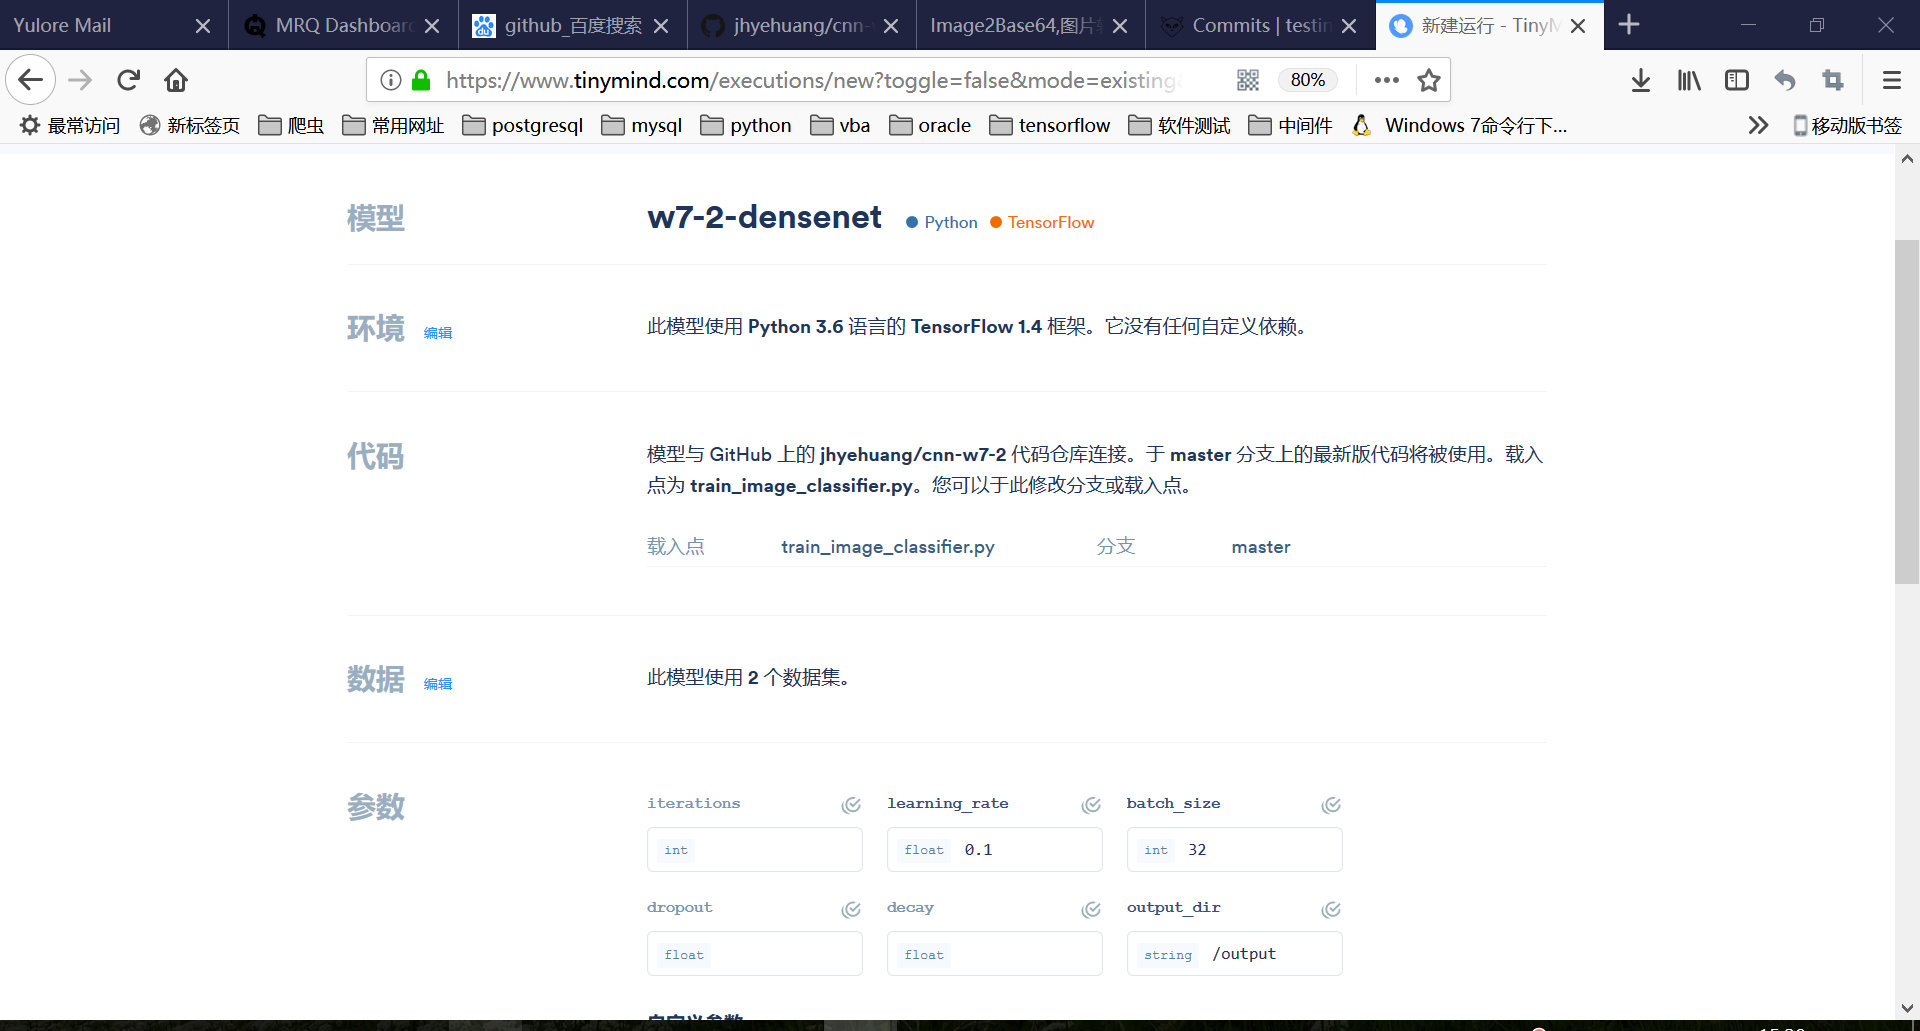 Yulore Mail
MRQ Dashboard
github_百度搜索
jhyehuang/cnn-
Image2Base64,图片
Commits | testin
新建运行 - TinyM
https://www.tinymind.com/executions/new?toggle=false&mode=existing
80%
最常访问 新标签页 爬虫 常用网址 postgresql mysql python vba oracle tensorflow 软件测试 中间件 Windows 7命令行下... 移动版书签
模型 w7-2-densenet Python TensorFlow
环境 编辑 此模型使用 Python 3.6 语言的 TensorFlow 1.4 框架。它没有任何自定义依赖。
代码 模型与 GitHub 上的 jhyehuang/cnn-w7-2 代码仓库连接。于 master 分支上的最新版代码将被使用。载入
点为 train_image_classifier.py。您可以于此修改分支或载入点。
载入点 train_image_classifier.py 分支 master
数据 编辑 此模型使用 2 个数据集。
参数 iterations learning_rate batch_size
int float 0.1 int 32
dropout decay output_dir
float float string /output
自定义参数